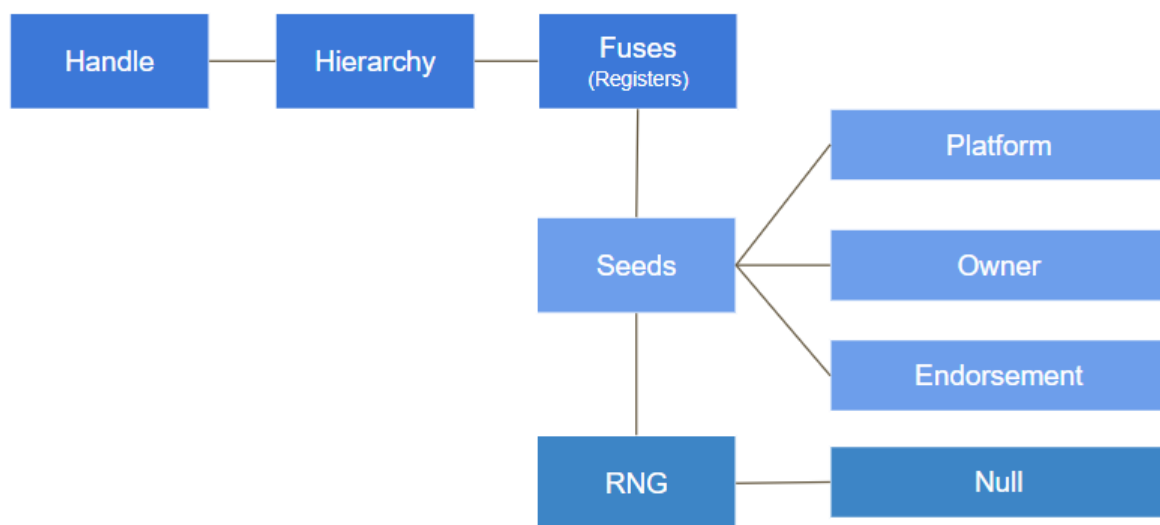 Handle
Hierarchy
Fuses
(Registers)
Platform
Seeds
Owner
Endorsement
RNG
Null